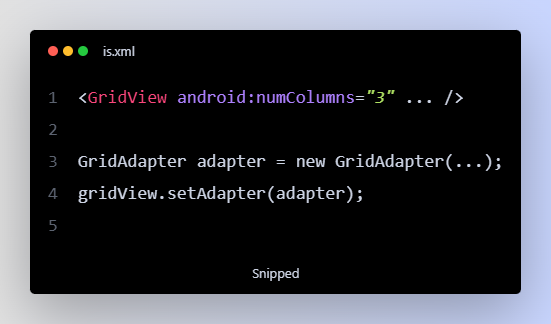 is.xml
1 <GridView android:numColumns="3" ... />
2
3 GridAdapter adapter = new GridAdapter(...);
4 gridView.setAdapter(adapter);
5
Snipped